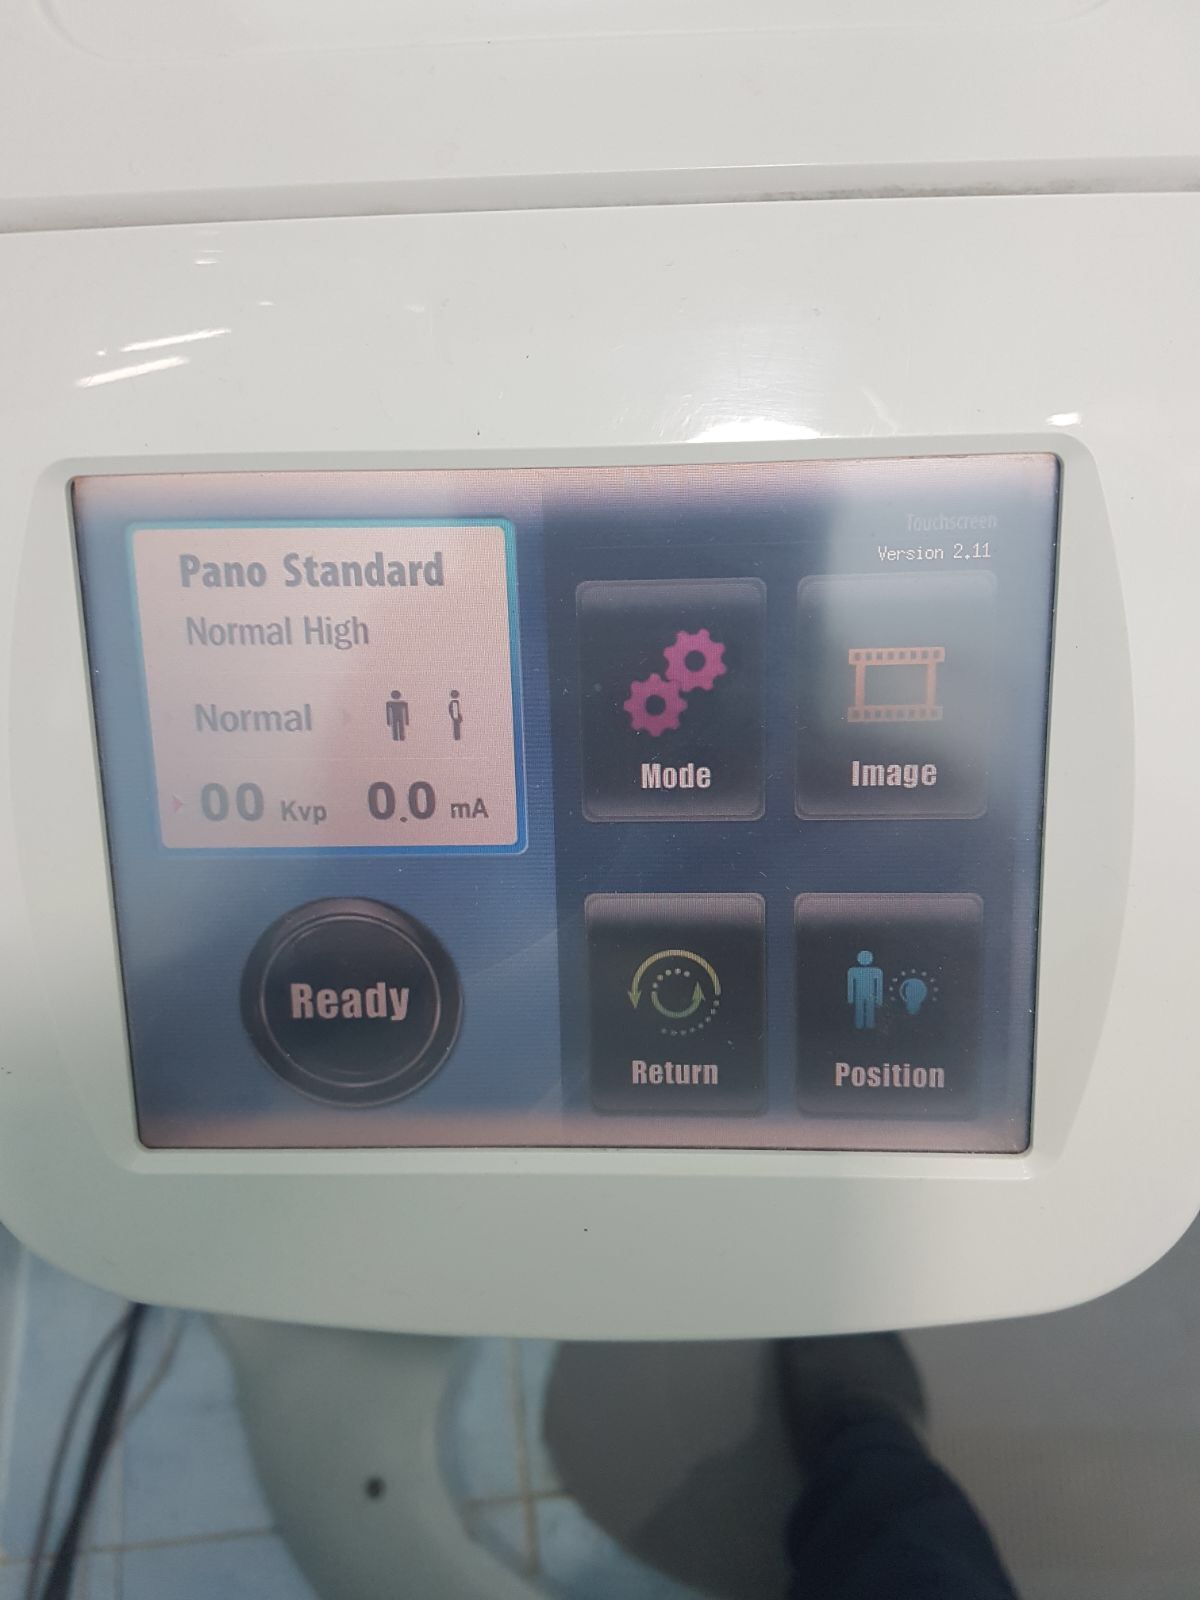 Pano Standard
Normal High
Normal
00 Kvp 0.0 mA
Ready
Touchscreen
Version 2.11
Mode
Image
Return
Position